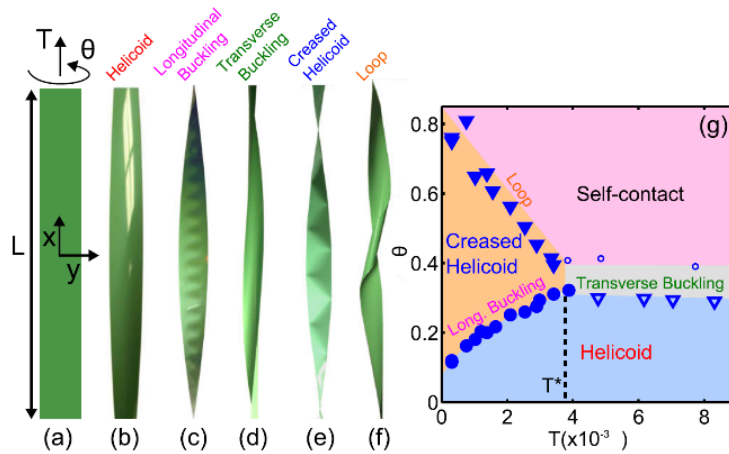 T
θ
L
x
y
Helicoid
Longitudinal
Buckling
Transverse
Buckling
Creased
Helicoid
Loop
(a)
(b)
(c)
(d)
(e)
(f)
(g)
θ
0.8
0.6
0.4
0.2
0
Self-contact
Loop
Creased
Helicoid
Long. Buckling
Transverse Buckling
Helicoid
T*
0
2
4
6
8
T(x10⁻³)